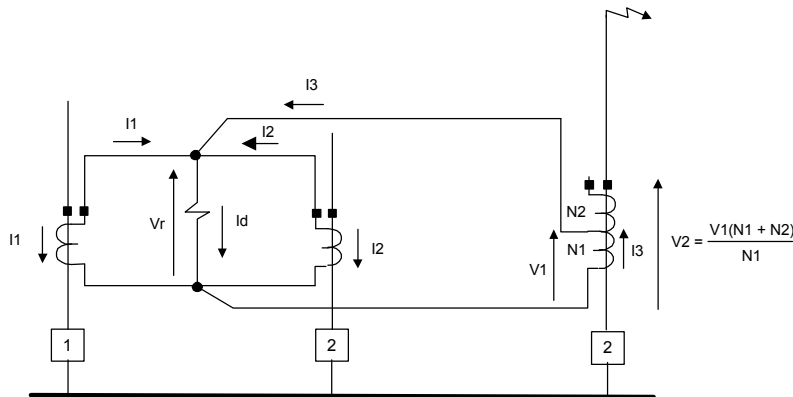 I3
I1
I2
Vr
Id
I1
I2
N2
N1
V1
I3
V2 = V1(N1 + N2)
N1
1
2
2